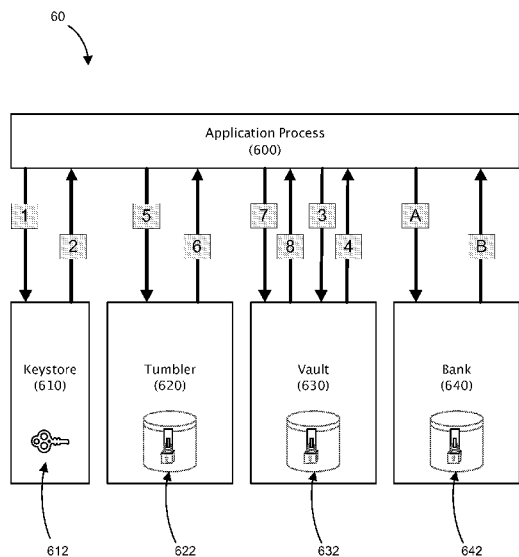 60
Application Process
(600)
1
2
5
6
7
8
3
4
A
B
Keystore
(610)
Tumbler
(620)
Vault
(630)
Bank
(640)
612
622
632
642